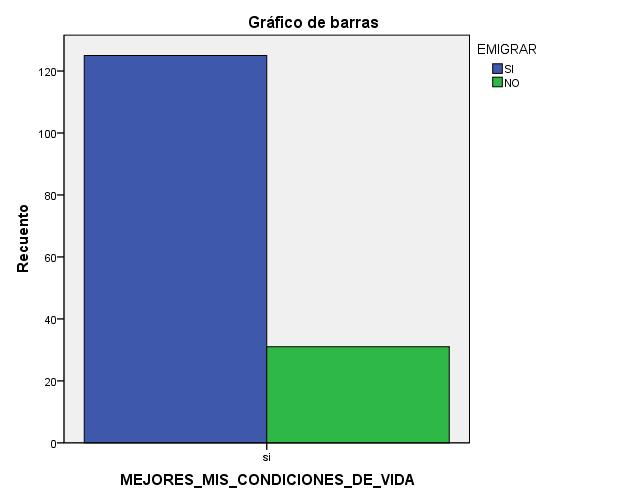 Gráfico de barras
EMIGRAR
SI
NO
Recuento
120
100
80
60
40
20
0
si
MEJORES_MIS_CONDICIONES_DE_VIDA